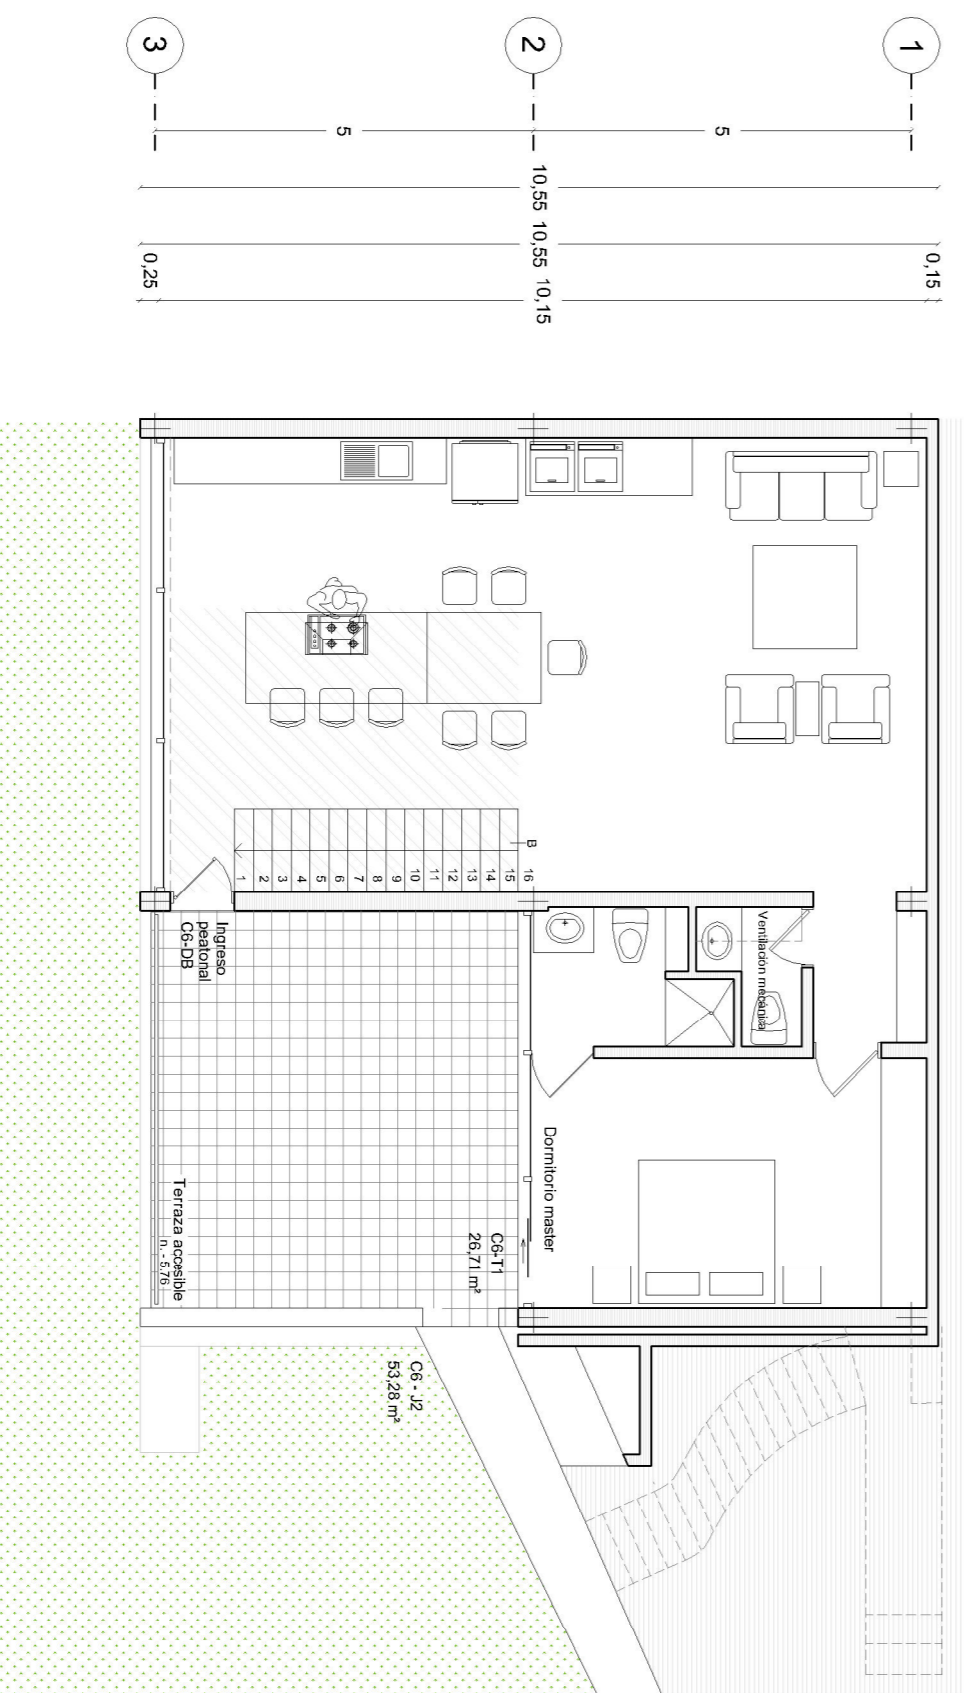 3
2
1
5
5
10,55
10,55
0,25
10,15
0,15
B
1
2
3
4
5
6
7
8
9
10
11
12
13
14
15
16
Ingreso
peatonal
C6-DB
Ventilación mecánica
Dormitorio master
C6-T1
26,71 m²
Terraza accesible
n. - 5,76
C6 - J2
53,28 m²